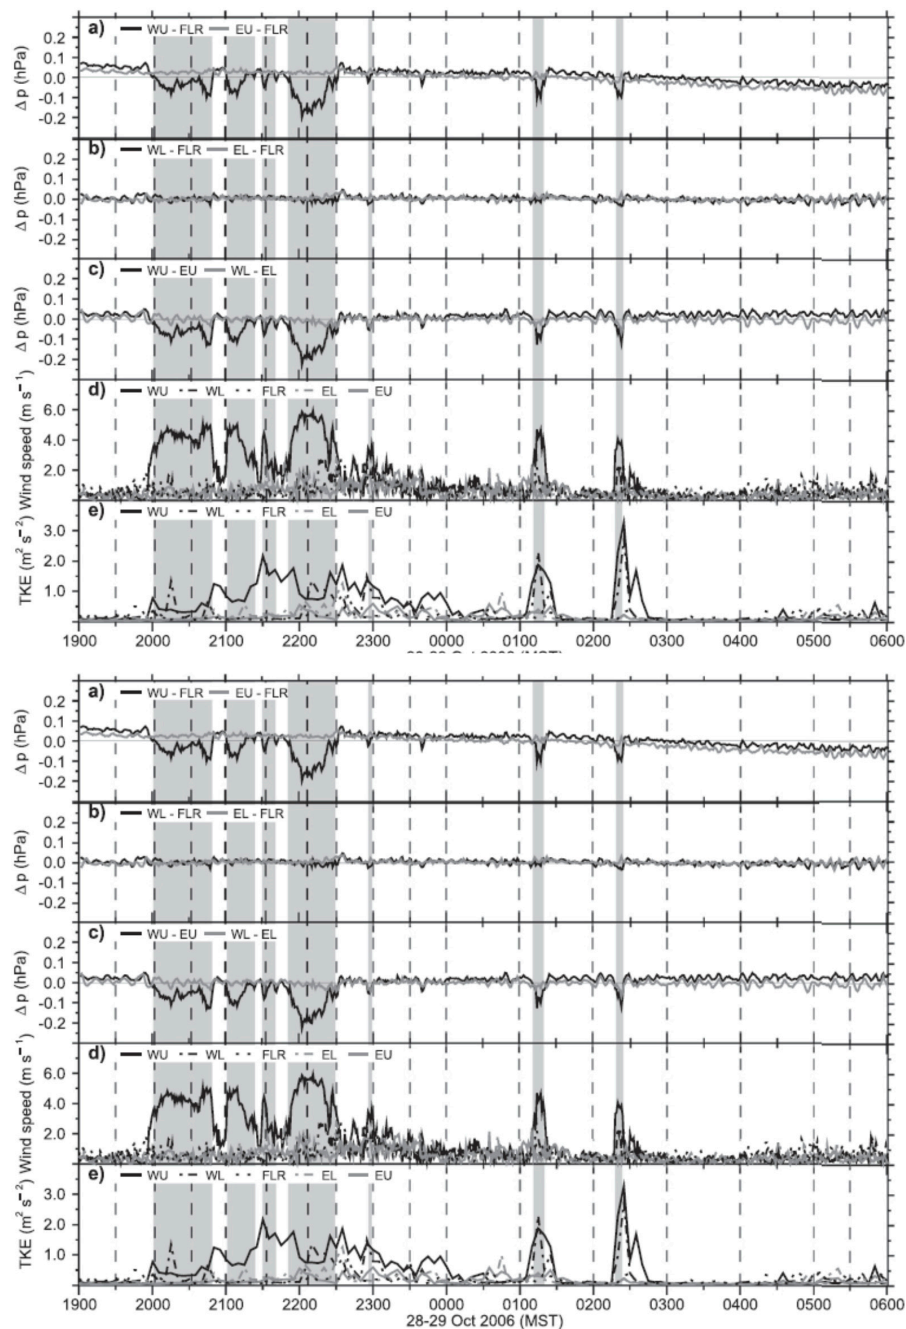 a) WU - FLR EU - FLR
0.2
0.1
0.0
-0.1
-0.2
Δ p (hPa)
b) WL - FLR EL - FLR
0.2
0.1
0.0
-0.1
-0.2
Δ p (hPa)
c) WU - EU WL - EL
0.2
0.1
0.0
-0.1
-0.2
Δ p (hPa)
d) WU WL FLR EL EU
6.0
4.0
2.0
Wind speed (m s⁻¹)
e) WU WL FLR EL EU
3.0
2.0
1.0
TKE (m² s⁻²)
1900 2000 2100 2200 2300 0000 0100 0200 0300 0400 0500 0600
(MST)
a) WU - FLR EU - FLR
0.2
0.1
0.0
-0.1
-0.2
Δ p (hPa)
b) WL - FLR EL - FLR
0.2
0.1
0.0
-0.1
-0.2
Δ p (hPa)
c) WU - EU WL - EL
0.2
0.1
0.0
-0.1
-0.2
Δ p (hPa)
d) WU WL FLR EL EU
6.0
4.0
2.0
Wind speed (m s⁻¹)
e) WU WL FLR EL EU
3.0
2.0
1.0
TKE (m² s⁻²)
1900 2000 2100 2200 2300 0000 0100 0200 0300 0400 0500 0600
28-29 Oct 2006 (MST)